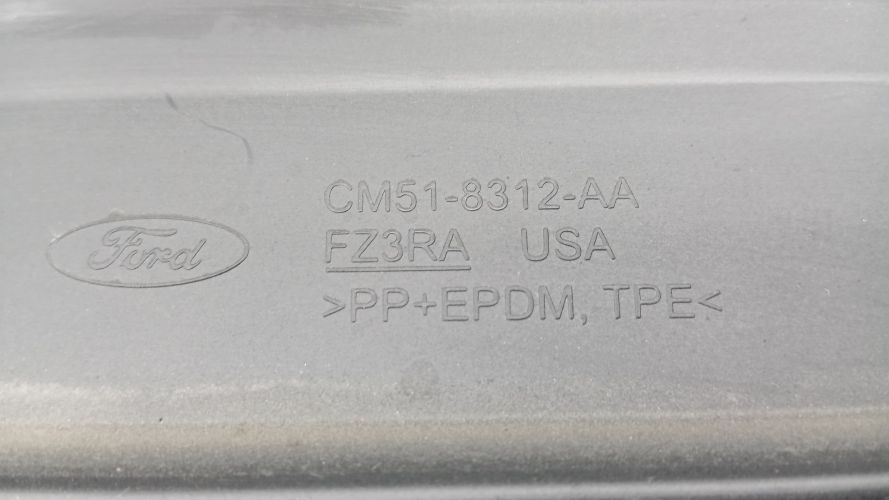 Ford
CM51-8312-AA
FZ3RA USA
>PP+EPDM, TPE<